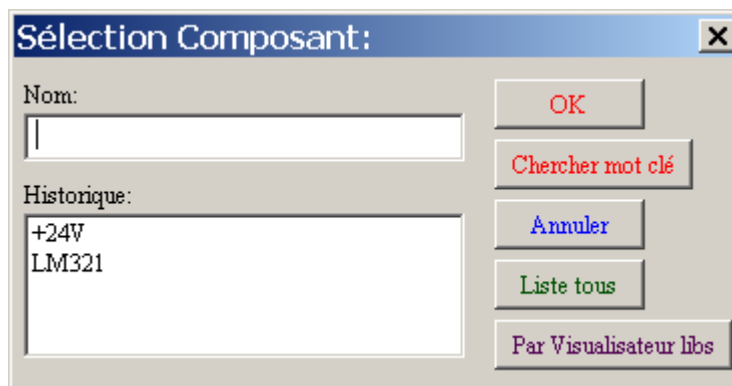 Sélection Composant:
Nom:
OK
Chercher mot clé
Historique:
+24V
LM321
Annuler
Liste tous
Par Visualisateur libs